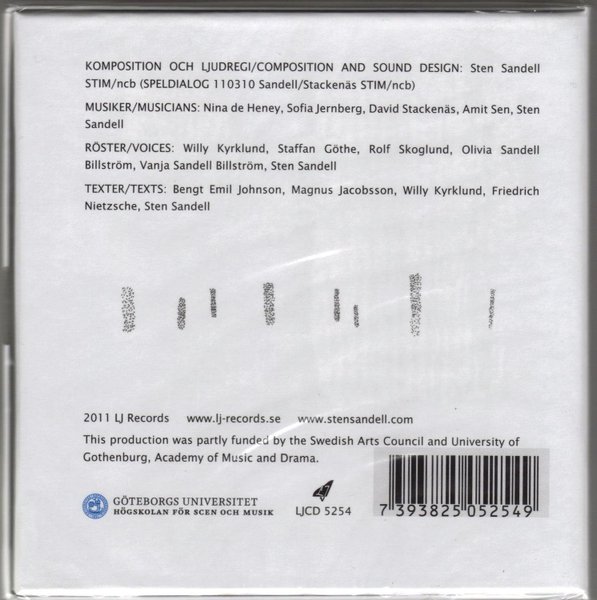 KOMPOSITION OCH LJUDREGI/COMPOSITION AND SOUND DESIGN: Sten Sandell
STIM/ncb (SPELDIALOG 110310 Sandell/Stackenäs STIM/ncb)
MUSIKER/MUSICIANS: Nina de Heney, Sofia Jernberg, David Stackenäs, Amit Sen, Sten
Sandell
RÖSTER/VOICES: Willy Kyrklund, Staffan Göthe, Rolf Skoglund, Olivia Sandell
Billström, Vanja Sandell Billström, Sten Sandell
TEXTER/TEXTS: Bengt Emil Johnson, Magnus Jacobsson, Willy Kyrklund, Friedrich
Nietzsche, Sten Sandell
2011 LJ Records www.lj-records.se www.stensandell.com
This production was partly funded by the Swedish Arts Council and University of
Gothenburg, Academy of Music and Drama.
GÖTEBORGS UNIVERSITET
HÖGSKOLAN FÖR SCEN OCH MUSIK
LJCD 5254
7 393825 052549